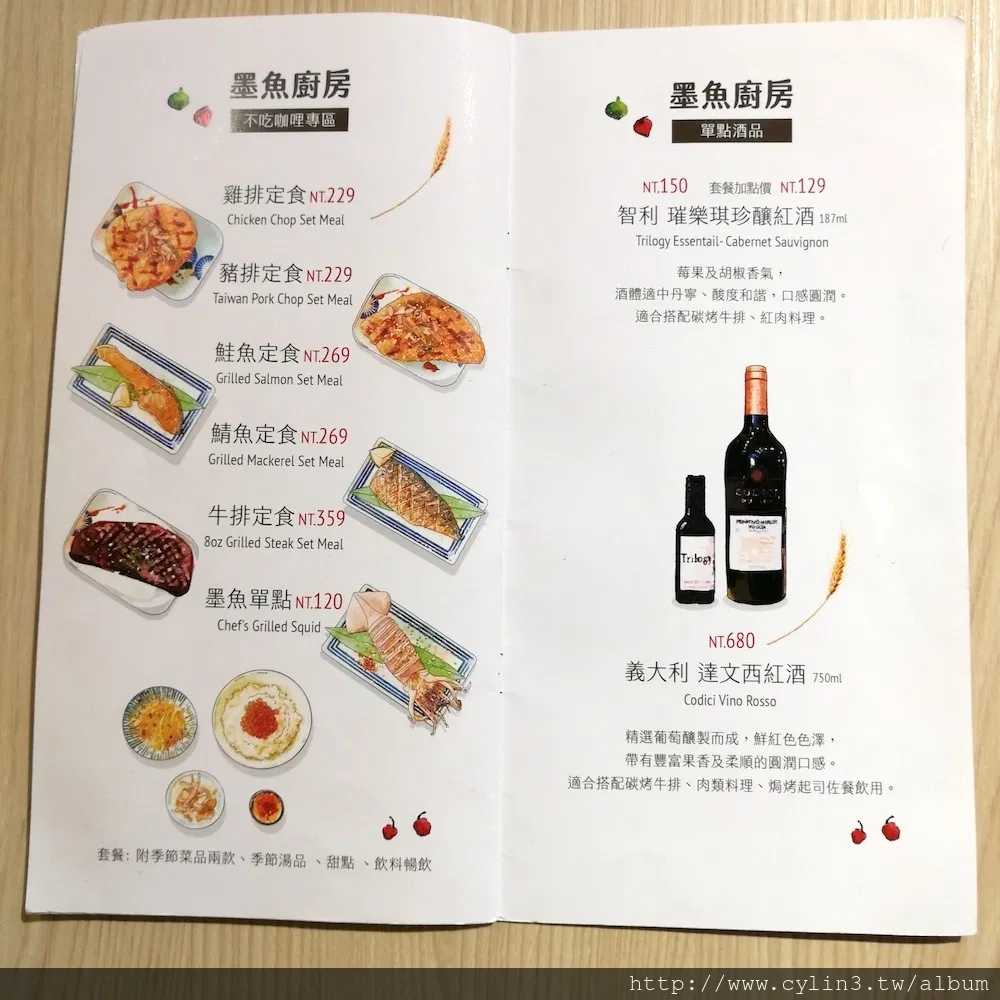 墨魚廚房
不吃咖哩專區
雞排定食 NT.229
Chicken Chop Set Meal
豬排定食 NT.229
Taiwan Pork Chop Set Meal
鮭魚定食 NT.269
Grilled Salmon Set Meal
鯖魚定食 NT.269
Grilled Mackerel Set Meal
牛排定食 NT.359
8oz Grilled Steak Set Meal
墨魚單點 NT.120
Chef's Grilled Squid
套餐: 附季節菜品兩款、季節湯品、甜點、飲料暢飲
墨魚廚房
單點酒品
NT.150 套餐加點價 NT.129
智利 璀樂琪珍釀紅酒 187ml
Trilogy Essentail- Cabernet Sauvignon
莓果及胡椒香氣，
酒體適中丹寧、酸度和諧，口感圓潤。
適合搭配碳烤牛排、紅肉料理。
CODICI
Trilogy
NT.680
義大利 達文西紅酒 750ml
Codici Vino Rosso
精選葡萄釀製而成，鮮紅色色澤，
帶有豐富果香及柔順的圓潤口感。
適合搭配碳烤牛排、肉類料理、焗烤起司佐餐飲用。
http://www.cylin3.tw/album